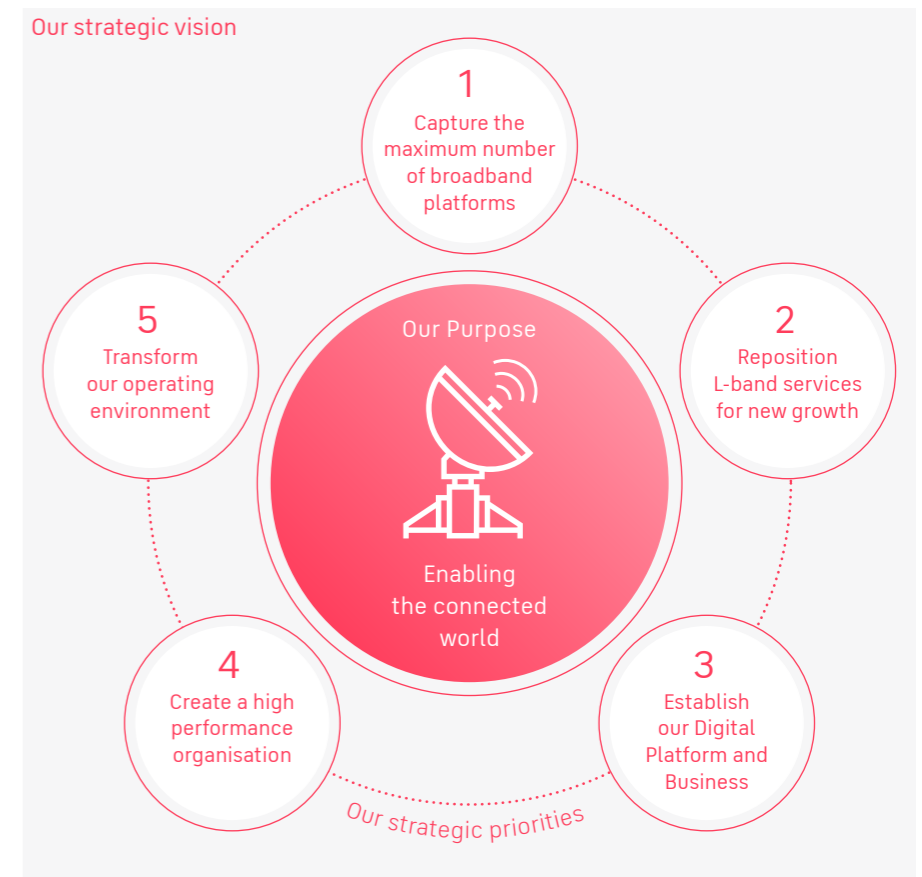 Our strategic vision
1
Capture the
maximum number
of broadband
platforms
2
Reposition
L-band services
for new growth
3
Establish
our Digital
Platform and
Business
4
Create a high
performance
organisation
5
Transform
our operating
environment
Our Purpose
Enabling
the connected
world
Our strategic priorities